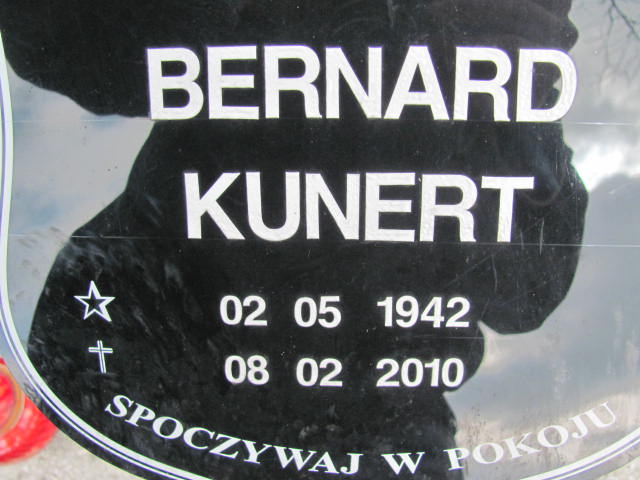 BERNARD
KUNERT
02 05 1942
08 02 2010
SPOCZYWAJ W POKOJU